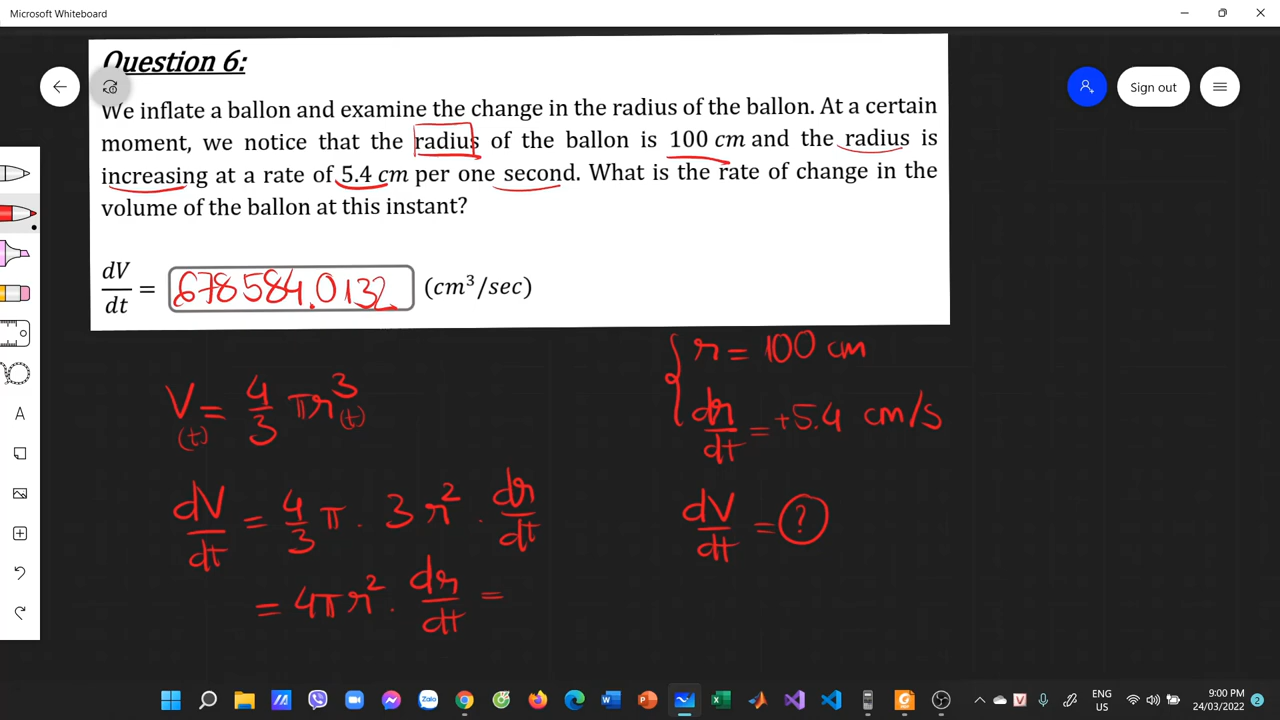 Microsoft Whiteboard
Question 6:
Sign out
We inflate a ballon and examine the change in the radius of the ballon. At a certain
moment, we notice that the radius of the ballon is 100 cm and the radius is
increasing at a rate of 5.4 cm per one second. What is the rate of change in the
volume of the ballon at this instant?
dV/dt = 678584.0132 (cm³/sec)
r = 100 cm
V(t) = 4/3 πr³(t)
dr/dt = +5.4 cm/s
dV/dt = 4/3 π · 3r² · dr/dt
dV/dt = ?
= 4πr² · dr/dt =
A
Zalo
ENG
US
9:00 PM
24/03/2022
2